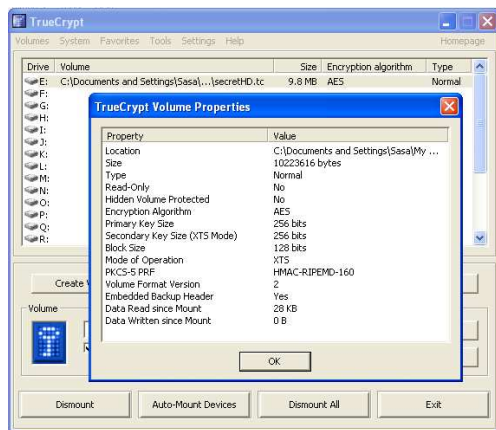 TrueCrypt
Volumes System Favorites Tools Settings Help Homepage
Drive Volume Size Encryption algorithm Type
E: C:\Documents and Settings\Sasa\...\secretHD.tc 9.8 MB AES Normal
F:
G:
H:
I:
J:
K:
L:
M:
N:
O:
P:
Q:
R:
TrueCrypt Volume Properties
Property Value
Location C:\Documents and Settings\Sasa\My ...
Size 10223616 bytes
Type Normal
Read-Only No
Hidden Volume Protected No
Encryption Algorithm AES
Primary Key Size 256 bits
Secondary Key Size (XTS Mode) 256 bits
Block Size 128 bits
Mode of Operation XTS
PKCS-5 PRF HMAC-RIPEMD-160
Volume Format Version 2
Embedded Backup Header Yes
Data Read since Mount 28 KB
Data Written since Mount 0 B
OK
Create
Volume
Dismount Auto-Mount Devices Dismount All Exit